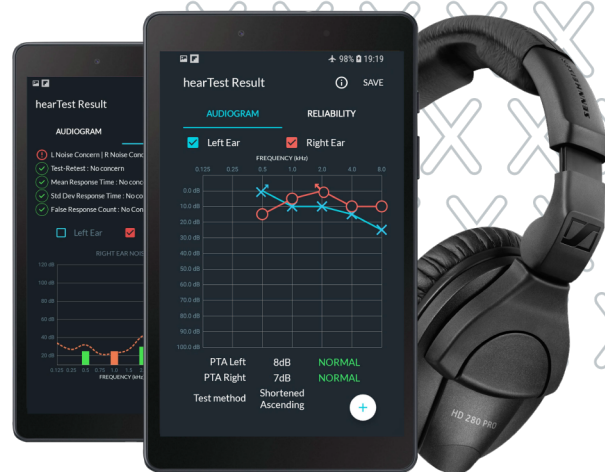 hearTest Result
AUDIOGRAM
L Noise Concern | R Noise Conc
Test-Retest : No concern
Mean Response Time : No conc
Std Dev Response Time : No co
False Response Count : No Con
Left Ear
RIGHT EAR NOIS
120 dB
100 dB
80 dB
60 dB
40 dB
20 dB
0.125 0.25 0.5 0.75 1.0 1.5
FREQUENCY (kHz)
98% 19:19
hearTest Result SAVE
AUDIOGRAM RELIABILITY
Left Ear Right Ear
FREQUENCY (kHz)
0.125 0.25 0.5 1.0 2.0 4.0 8.0
0.0 dB
10.0 dB
20.0 dB
30.0 dB
40.0 dB
50.0 dB
60.0 dB
70.0 dB
80.0 dB
90.0 dB
100.0 dB
PTA Left 8dB NORMAL
PTA Right 7dB NORMAL
Test method Shortened
Ascending
SENNHEISER
HD 280 PRO